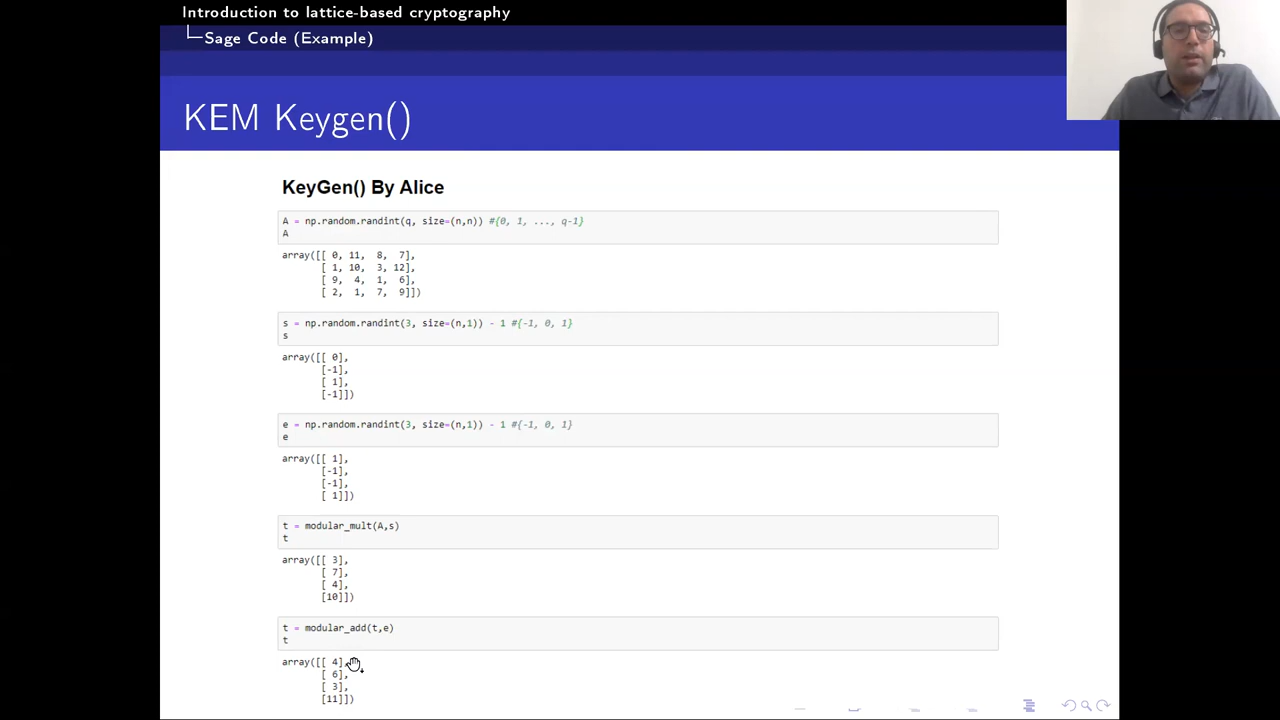 Introduction to lattice-based cryptography
Sage Code (Example)
KEM Keygen()
KeyGen() By Alice
A = np.random.randint(q, size=(n,n)) #{0, 1, ..., q-1}
A
array([[ 0, 11, 8, 7],
[ 1, 10, 3, 12],
[ 9, 4, 1, 6],
[ 2, 1, 7, 9]])
s = np.random.randint(3, size=(n,1)) - 1 #{-1, 0, 1}
s
array([[ 0],
[-1],
[ 1],
[-1]])
e = np.random.randint(3, size=(n,1)) - 1 #{-1, 0, 1}
e
array([[ 1],
[-1],
[-1],
[ 1]])
t = modular_mult(A,s)
t
array([[ 3],
[ 7],
[ 4],
[10]])
t = modular_add(t,e)
t
array([[ 4],
[ 6],
[ 3],
[11]])